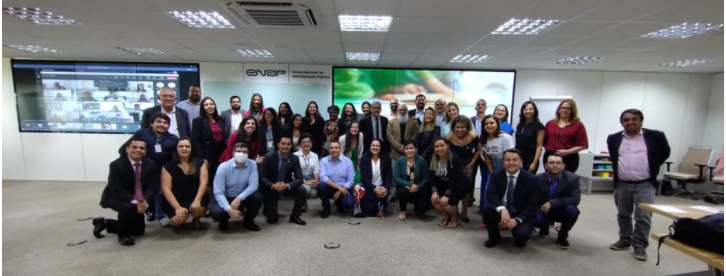 enap
Escola Nacional de
Administração Pública